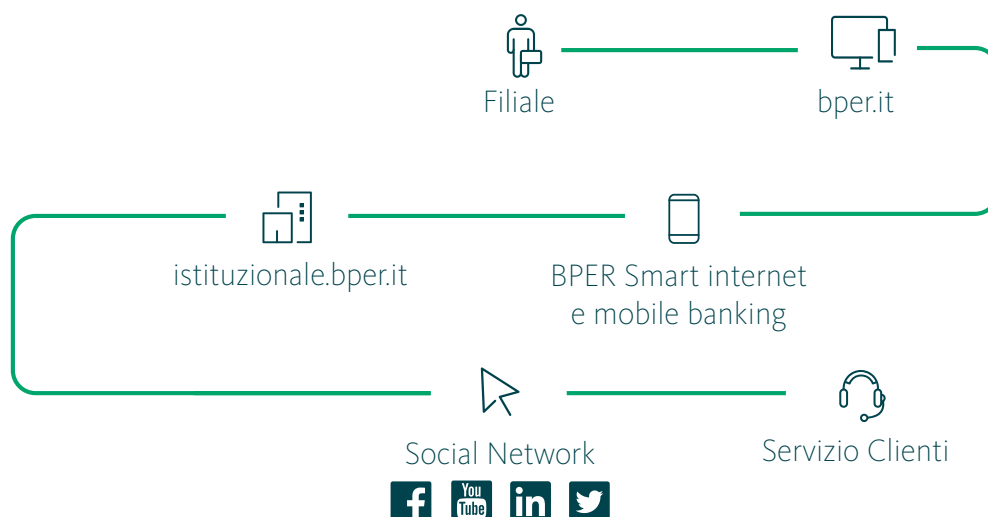 Filiale
bper.it
istituzionale.bper.it
BPER Smart internet
e mobile banking
Social Network
Servizio Clienti
f
You
Tube
in